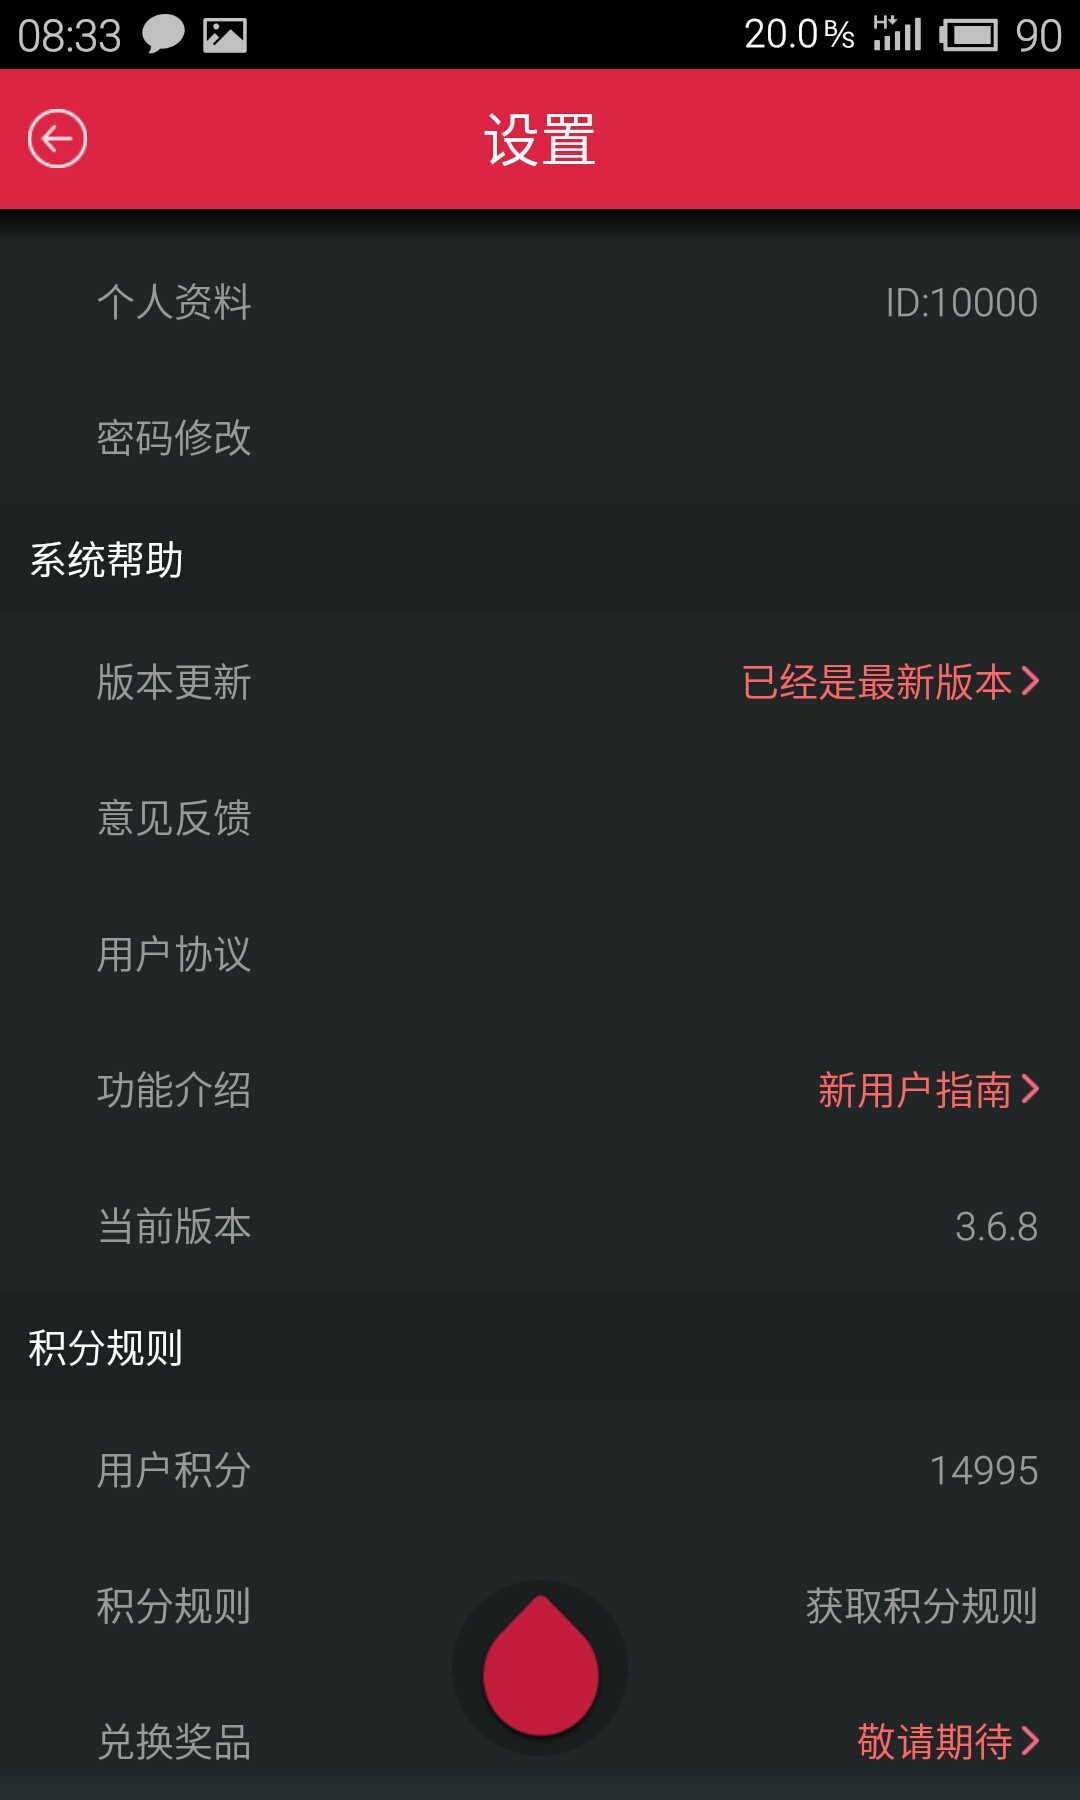 08:33 20.0 B/s H 90
设置
个人资料 ID:10000
密码修改
系统帮助
版本更新 已经是最新版本
意见反馈
用户协议
功能介绍 新用户指南
当前版本 3.6.8
积分规则
用户积分 14995
积分规则 获取积分规则
兑换奖品 敬请期待